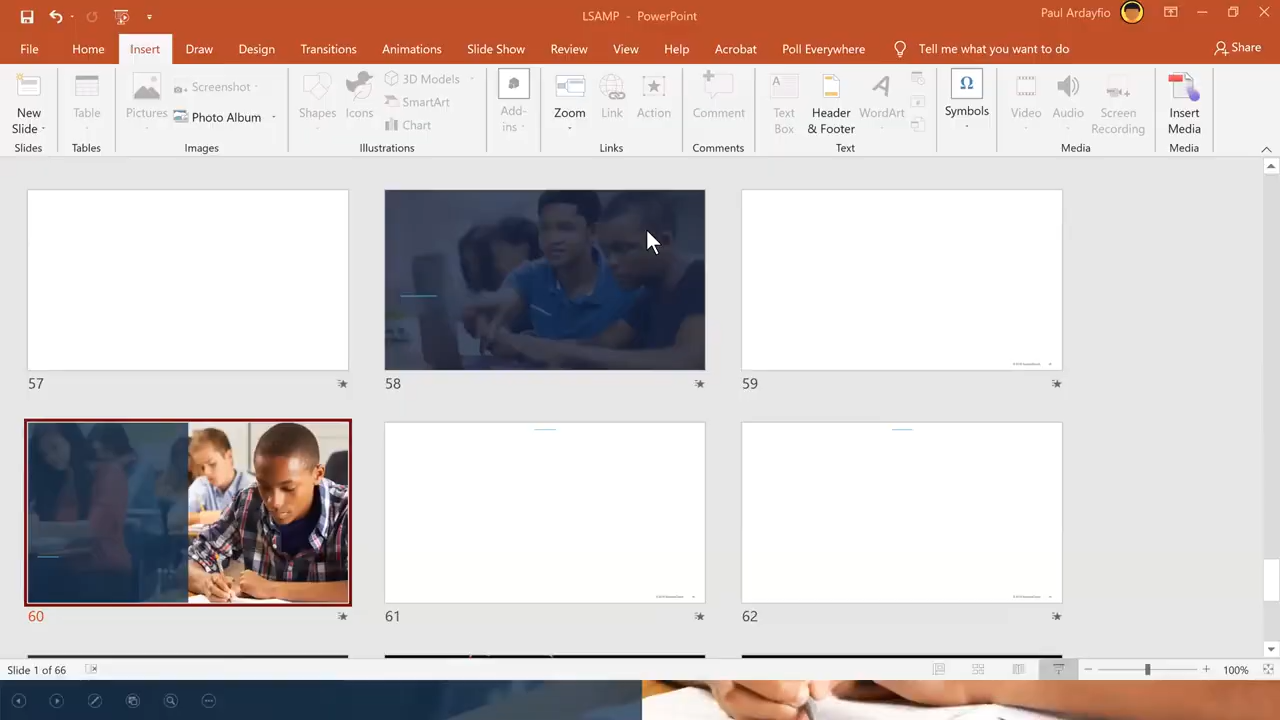 LSAMP - PowerPoint
Paul Ardayfio
File Home Insert Draw Design Transitions Animations Slide Show Review View Help Acrobat Poll Everywhere Tell me what you want to do Share
New Slide
Slides
Table
Tables
Pictures
Screenshot
Photo Album
Images
Shapes
Icons
3D Models
SmartArt
Chart
Illustrations
Add-ins
Zoom
Link
Action
Links
Comment
Comments
Text Box
Header & Footer
WordArt
Text
Symbols
Video
Audio
Screen Recording
Media
Insert Media
Media
57
58
59
60
61
62
Slide 1 of 66
100%